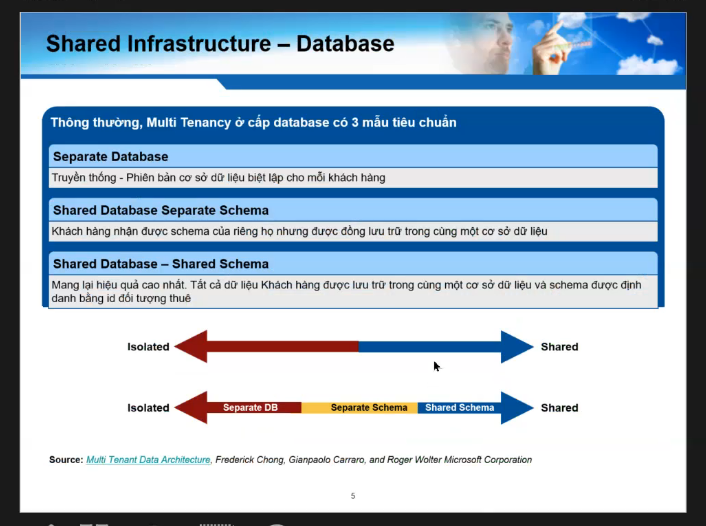 Shared Infrastructure – Database
Thông thường, Multi Tenancy ở cấp database có 3 mẫu tiêu chuẩn
Separate Database
Truyền thống - Phiên bản cơ sở dữ liệu biệt lập cho mỗi khách hàng
Shared Database Separate Schema
Khách hàng nhận được schema của riêng họ nhưng được đồng lưu trữ trong cùng một cơ sở dữ liệu
Shared Database – Shared Schema
Mang lại hiệu quả cao nhất. Tất cả dữ liệu Khách hàng được lưu trữ trong cùng một cơ sở dữ liệu và schema được định
danh bằng id đối tượng thuê
Isolated Shared
Isolated Separate DB Separate Schema Shared Schema Shared
Source: Multi Tenant Data Architecture, Frederick Chong, Gianpaolo Carraro, and Roger Wolter Microsoft Corporation
5